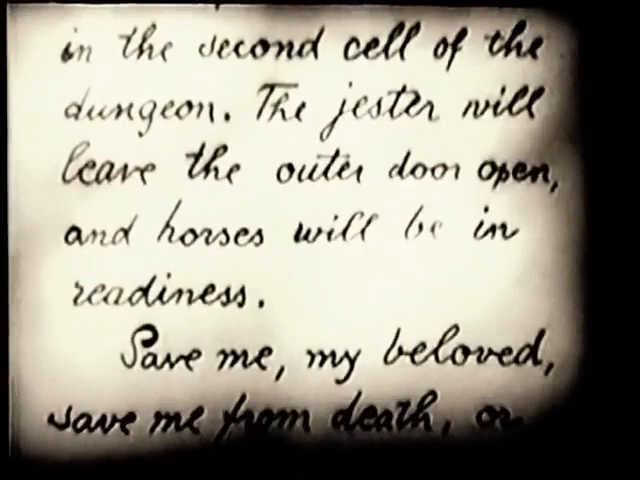 in the second cell of the
dungeon. The jester will
leave the outer door open,
and horses will be in
readiness.
Save me, my beloved,
save me from death, or